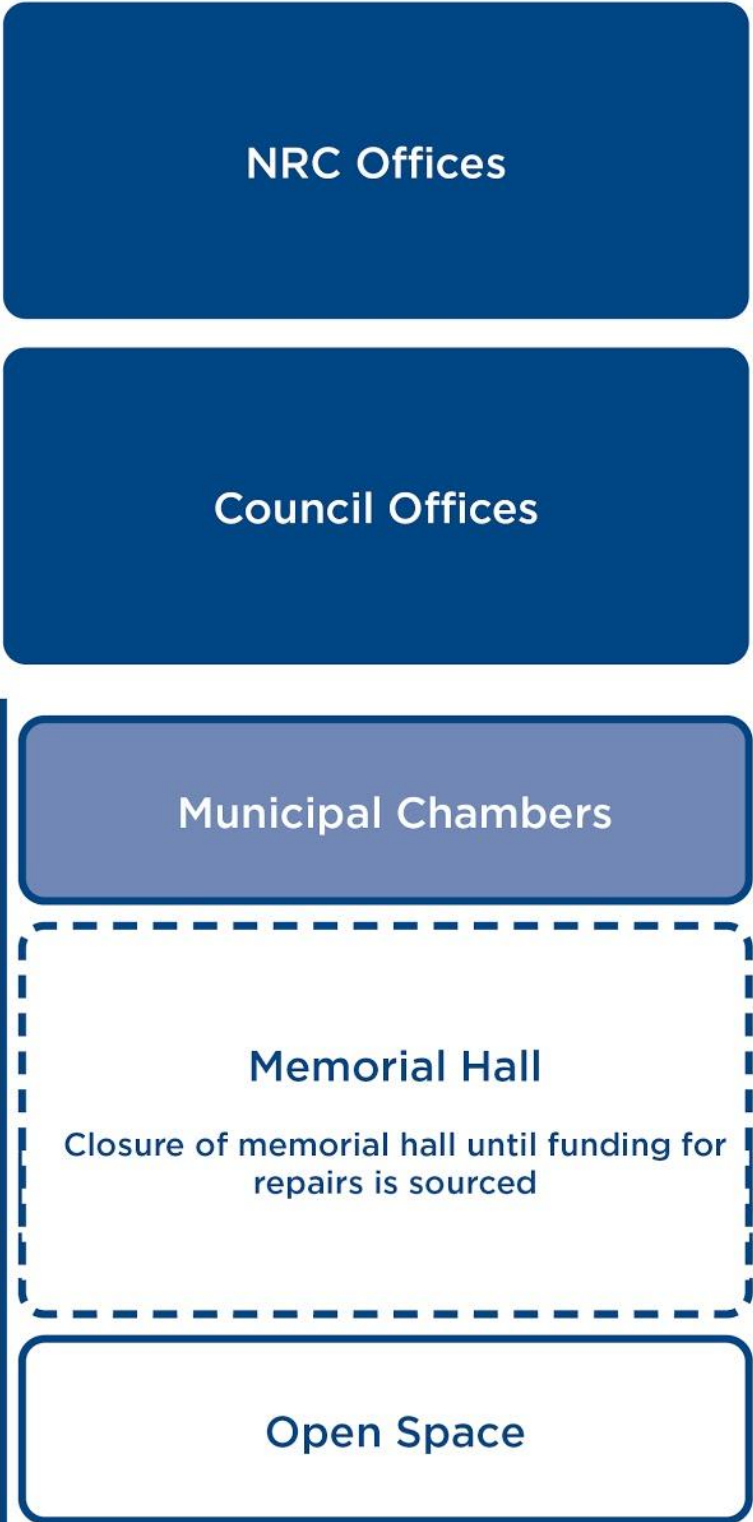 NRC Offices
Council Offices
Municipal Chambers
Memorial Hall
Closure of memorial hall until funding for
repairs is sourced
Open Space